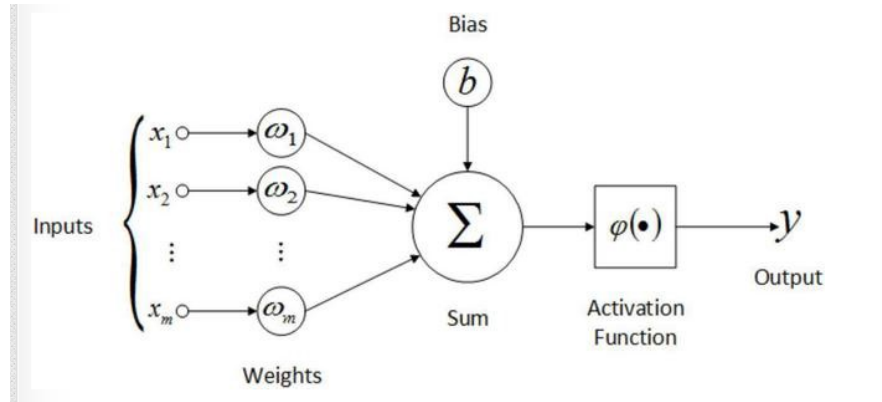 Bias
b
x1 ω1
x2 ω2
Inputs
⋮ ⋮
Σ φ(•) y
Output
xm ωm
Sum
Activation
Function
Weights